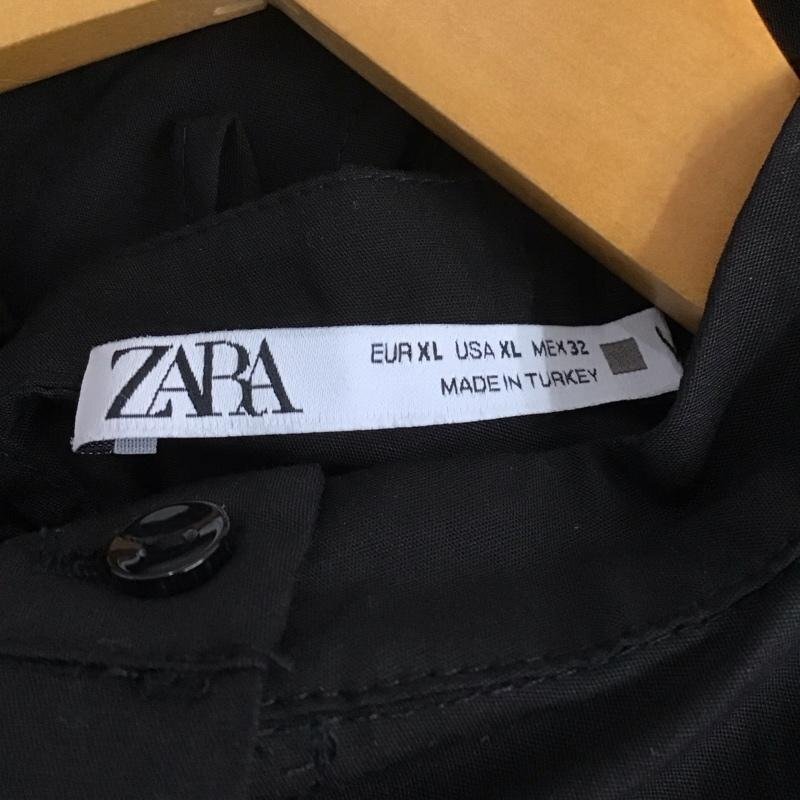 ZARA
EUR XL USA XL MEX 32
MADE IN TURKEY